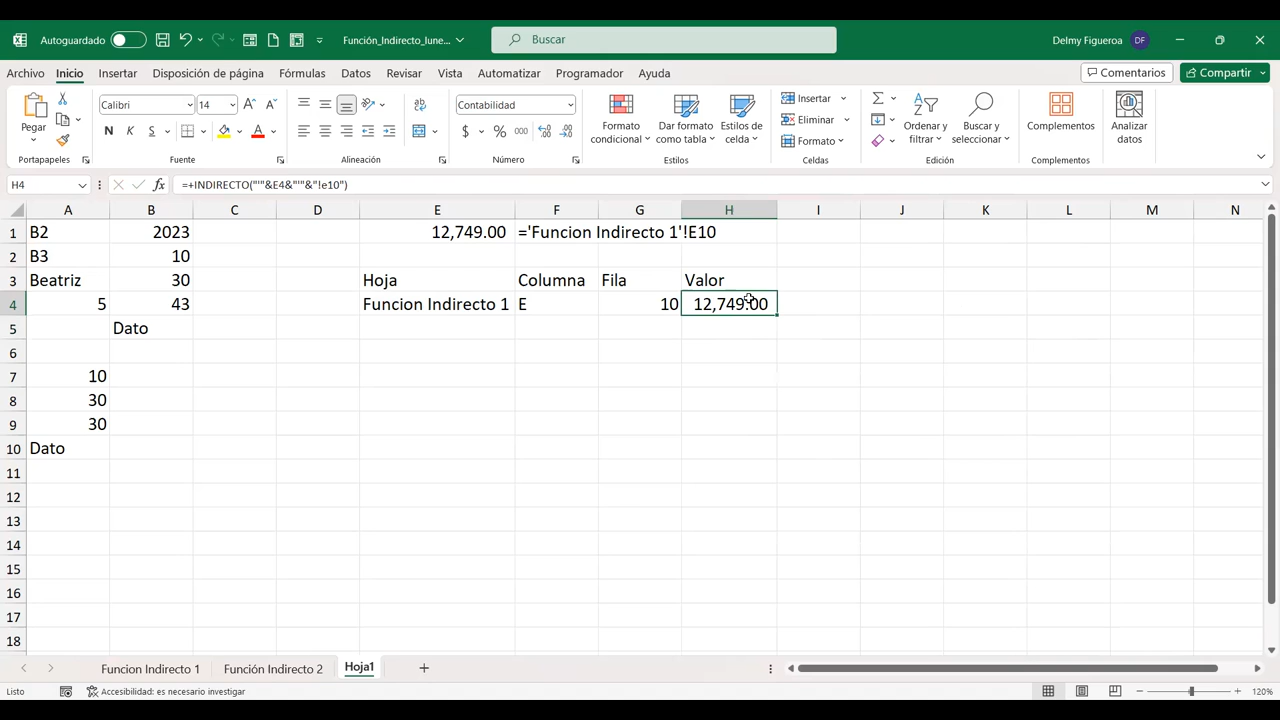 Autoguardado Función_Indirecto_lune... Buscar Delmy Figueroa DF
Archivo Inicio Insertar Disposición de página Fórmulas Datos Revisar Vista Automatizar Programador Ayuda Comentarios Compartir
Pegar Calibri 14 Contabilidad Formato condicional Dar formato como tabla Estilos de celda Insertar Eliminar Formato Ordenar y filtrar Buscar y seleccionar Complementos Analizar datos
N K S $ % 000
Portapapeles Fuente Alineación Número Estilos Celdas Edición Complementos
H4 fx =+INDIRECTO("'"&E4&"'"&"!e10")
A B C D E F G H I J K L M N
1 B2 2023 12,749.00 ='Funcion Indirecto 1'!E10
2 B3 10
3 Beatriz 30 Hoja Columna Fila Valor
4 5 43 Funcion Indirecto 1 E 10 12,749.00
5 Dato
6
7 10
8 30
9 30
10 Dato
11
12
13
14
15
16
17
18
Funcion Indirecto 1 Función Indirecto 2 Hoja1
Listo Accesibilidad: es necesario investigar 120%